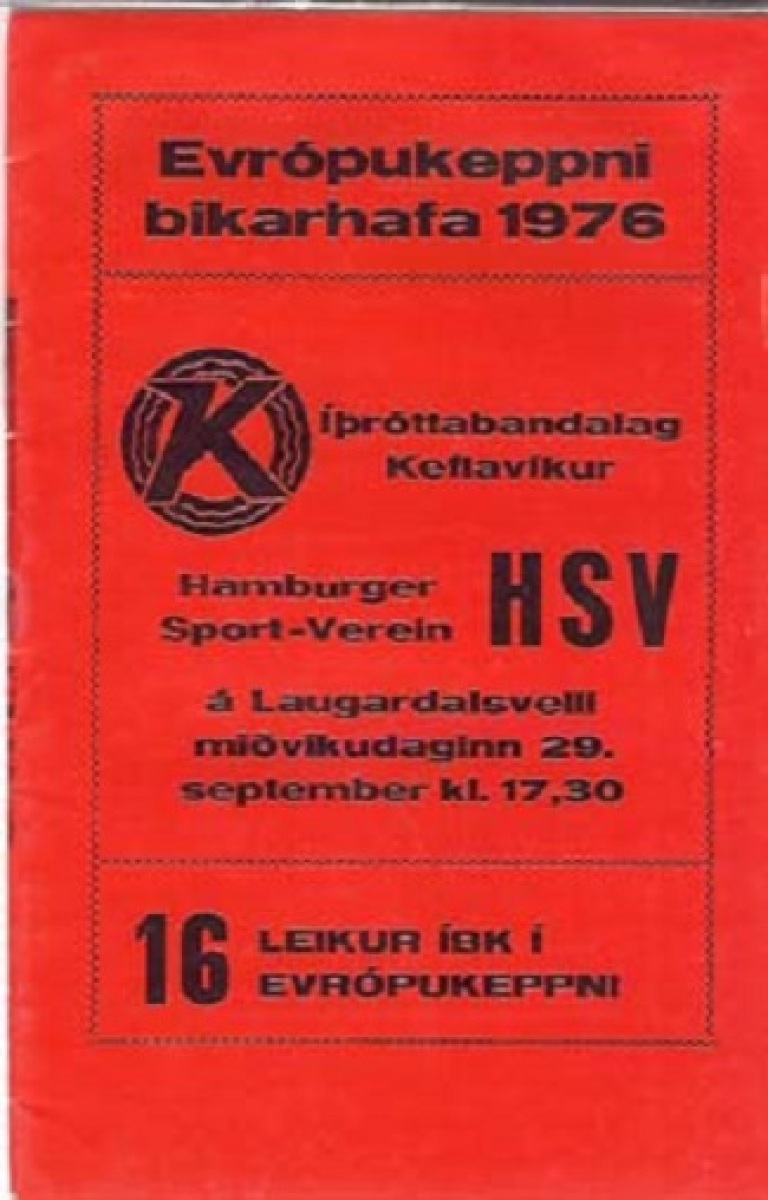 Evrópukeppni
bikarhafa 1976
K
Íþróttabandalag
Keflavíkur
Hamburger
Sport-Verein
HSV
á Laugardalsvelli
miðvikudaginn 29.
september kl. 17,30
16
LEIKUR ÍBK Í
EVRÓPUKEPPNI